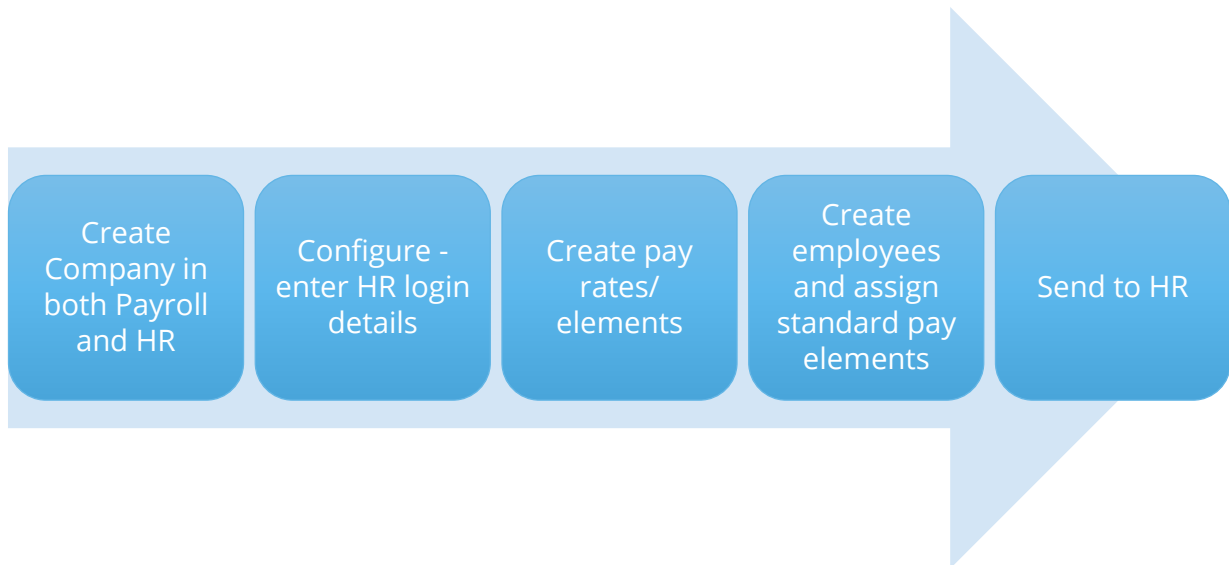 Create
Company in
both Payroll
and HR
Configure -
enter HR login
details
Create pay
rates/
elements
Create
employees
and assign
standard pay
elements
Send to HR